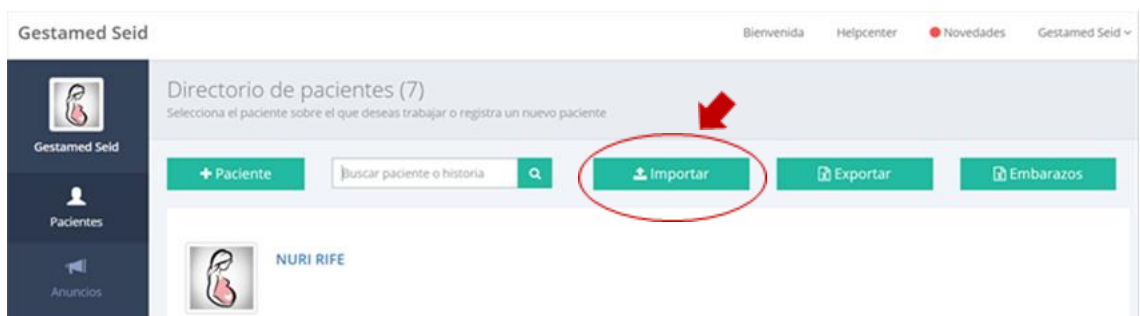 Gestamed Seid
Bienvenida Helpcenter Novedades Gestamed Seid
Directorio de pacientes (7)
Selecciona el paciente sobre el que deseas trabajar o registra un nuevo paciente
Gestamed Seid
+ Paciente Buscar paciente o historia Importar Exportar Embarazos
Pacientes
NURI RIFE
Anuncios